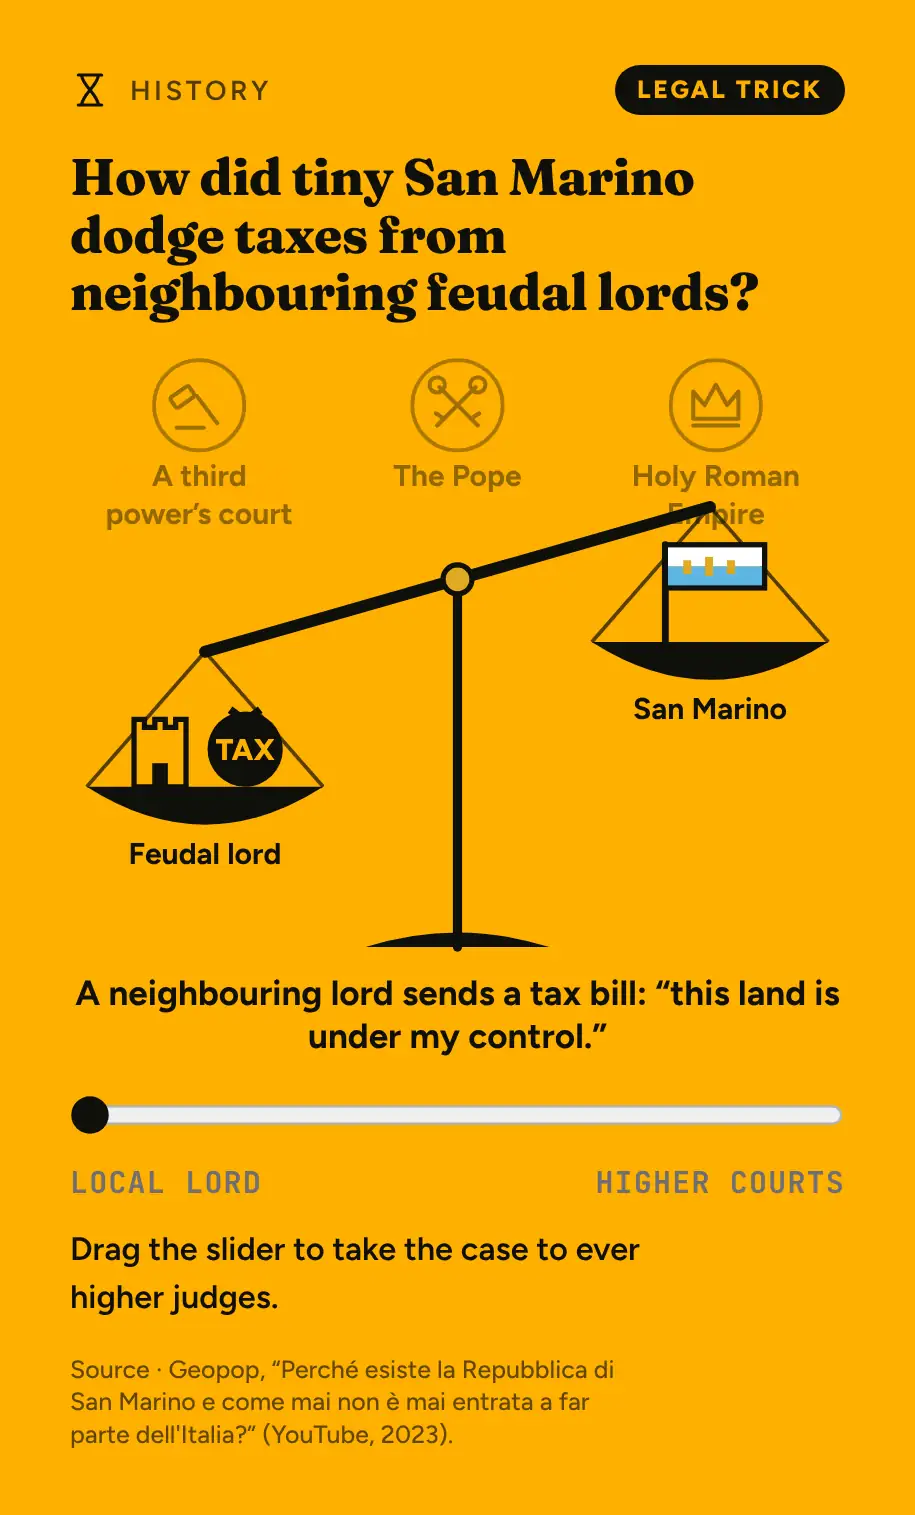 HISTORY
LEGAL TRICK
How did tiny San Marino
dodge taxes from
neighbouring feudal lords?
A third
power’s court
The Pope
Holy Roman
Empire
San Marino
TAX
Feudal lord
A neighbouring lord sends a tax bill: “this land is
under my control.”
LOCAL LORD
HIGHER COURTS
Drag the slider to take the case to ever
higher judges.
Source · Geopop, “Perché esiste la Repubblica di
San Marino e come mai non è mai entrata a far
parte dell'Italia?” (YouTube, 2023).